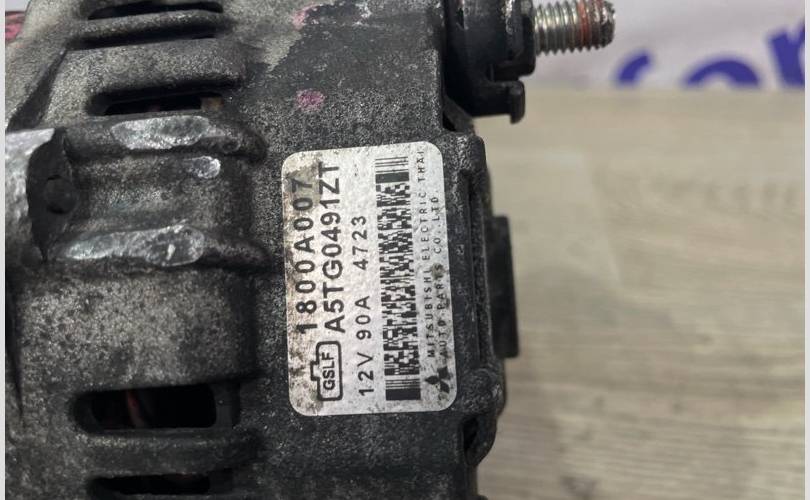 1800A007
GSLF A5TG0491ZT
12V 90A 4723
MITSUBISHI ELECTRIC THAI
AUTO-PARTS CO.,LTD.